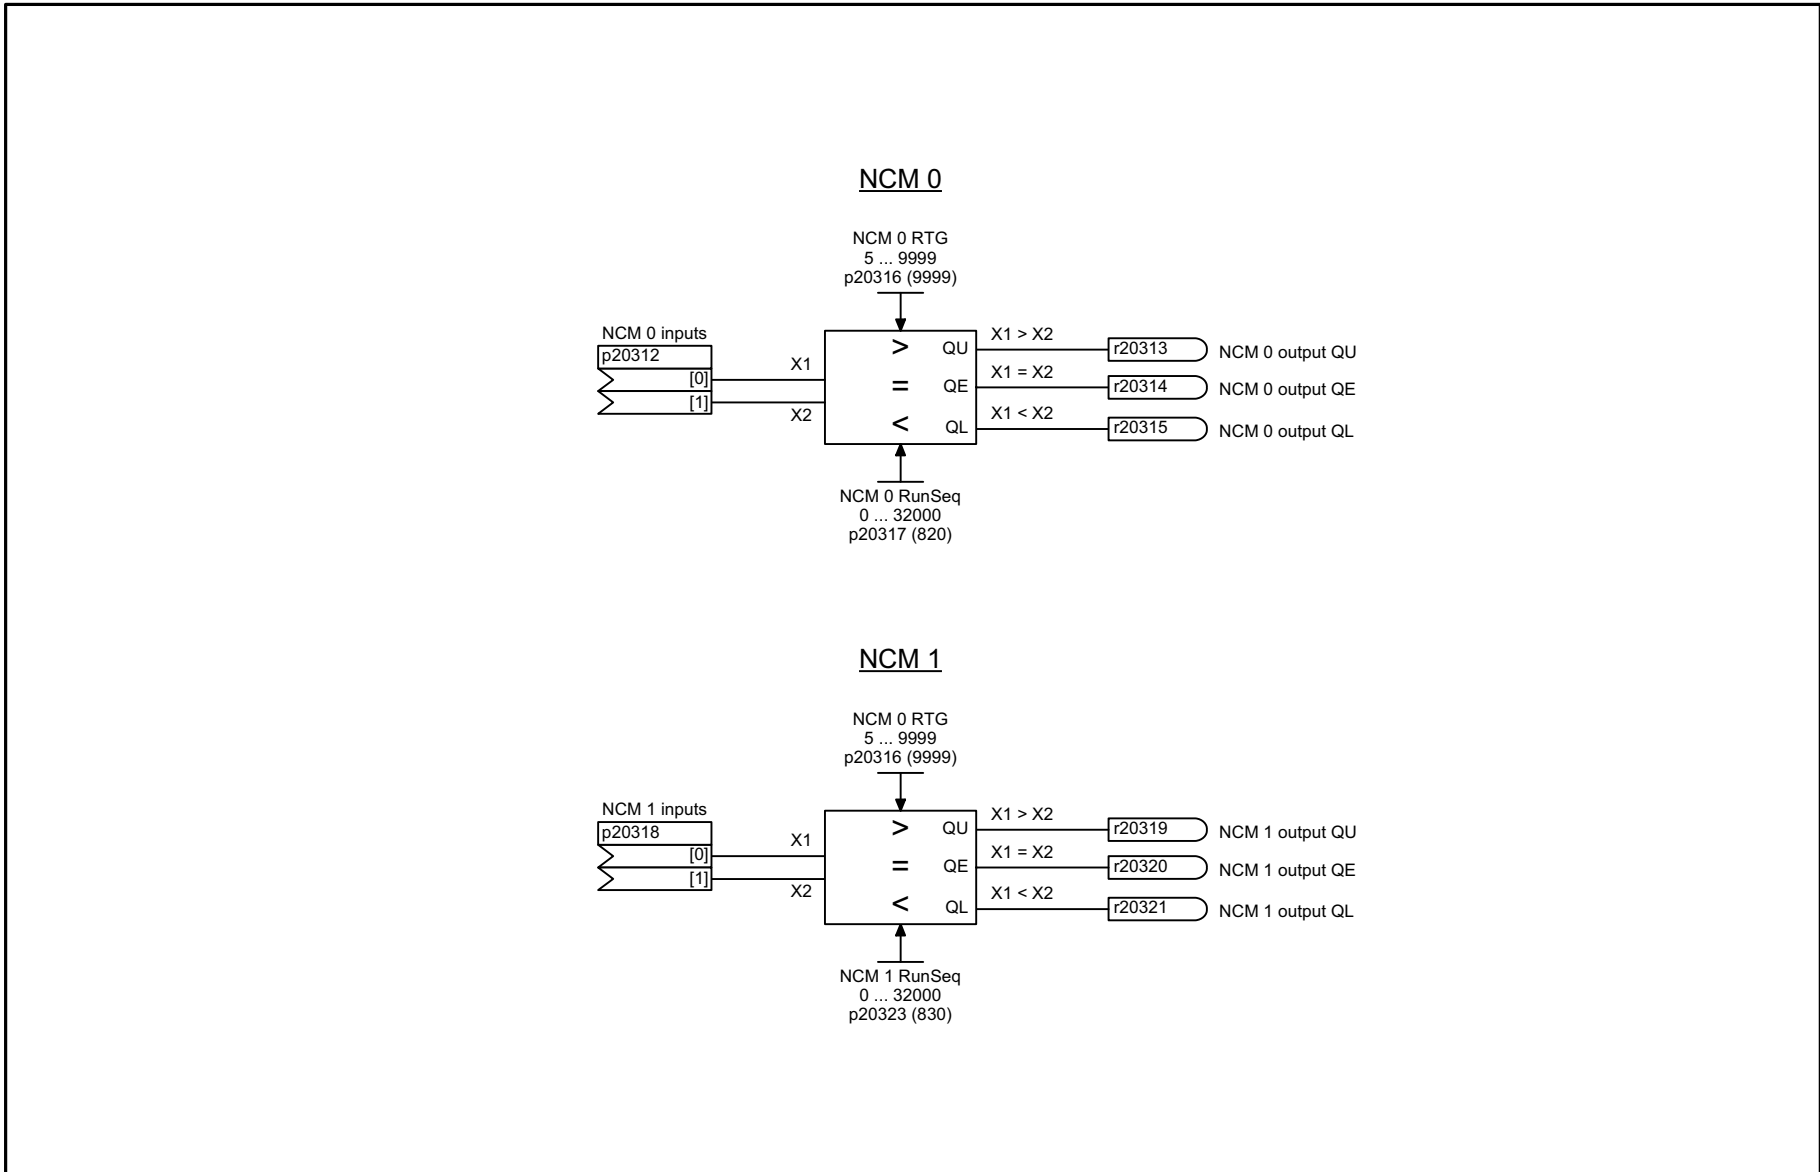 NCM 0
NCM 0 RTG
5 ... 9999
p20316 (9999)
NCM 0 inputs
p20312
[0]
[1]
X1
X2
>
=
<
QU
QE
QL
X1 > X2
X1 = X2
X1 < X2
r20313
r20314
r20315
NCM 0 output QU
NCM 0 output QE
NCM 0 output QL
NCM 0 RunSeq
0 ... 32000
p20317 (820)
NCM 1
NCM 0 RTG
5 ... 9999
p20316 (9999)
NCM 1 inputs
p20318
[0]
[1]
X1
X2
>
=
<
QU
QE
QL
X1 > X2
X1 = X2
X1 < X2
r20319
r20320
r20321
NCM 1 output QU
NCM 1 output QE
NCM 1 output QL
NCM 1 RunSeq
0 ... 32000
p20323 (830)